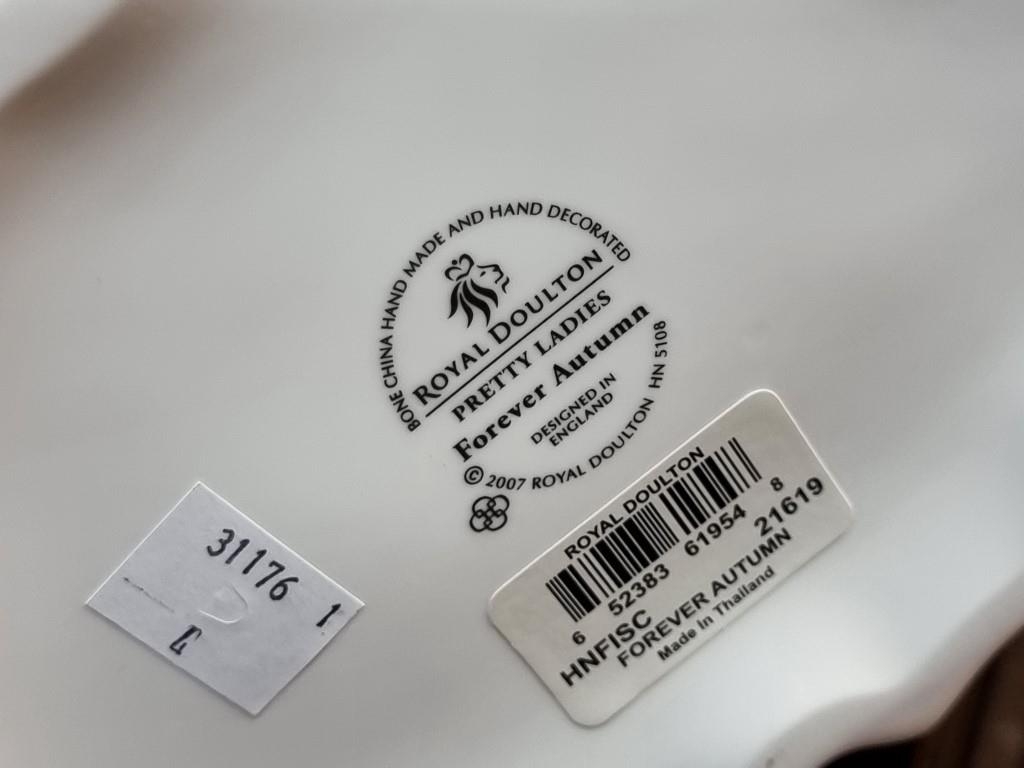 BONE CHINA HAND MADE AND HAND DECORATED
ROYAL DOULTON
PRETTY LADIES
Forever Autumn
DESIGNED IN
ENGLAND
© 2007 ROYAL DOULTON HN 5108
ROYAL DOULTON
6 52383 61954 8
HNFISC 21619
FOREVER AUTUMN
Made in Thailand
31176 1